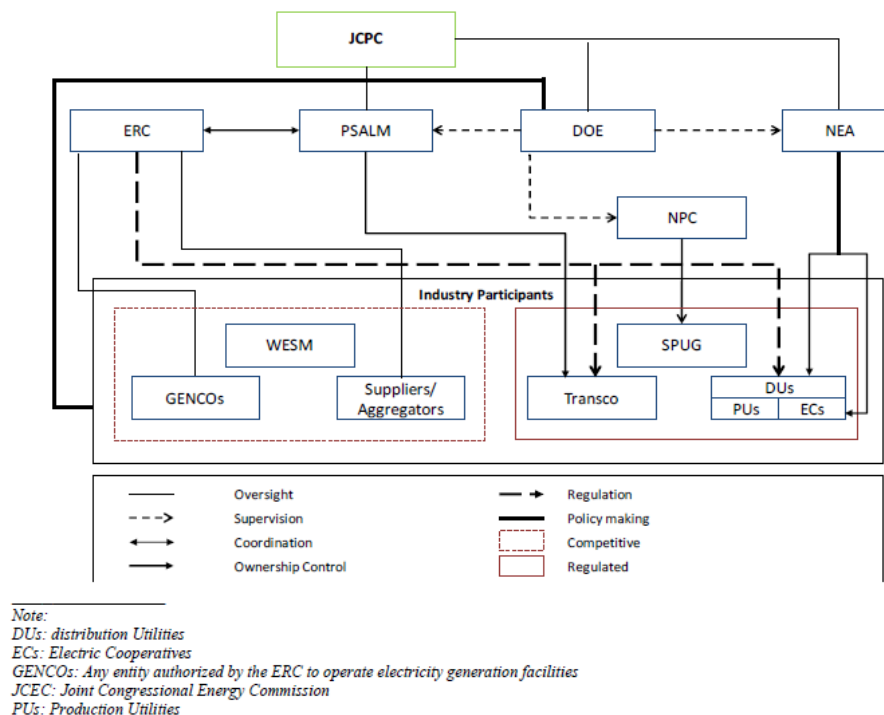 JCPC
ERC
PSALM
DOE
NEA
NPC
Industry Participants
WESM
SPUG
GENCOs
Suppliers/
Aggregators
Transco
DUs
PUs
ECs
Oversight
Regulation
Supervision
Policy making
Coordination
Competitive
Ownership Control
Regulated
Note:
DUs: distribution Utilities
ECs: Electric Cooperatives
GENCOs: Any entity authorized by the ERC to operate electricity generation facilities
JCEC: Joint Congressional Energy Commission
PUs: Production Utilities